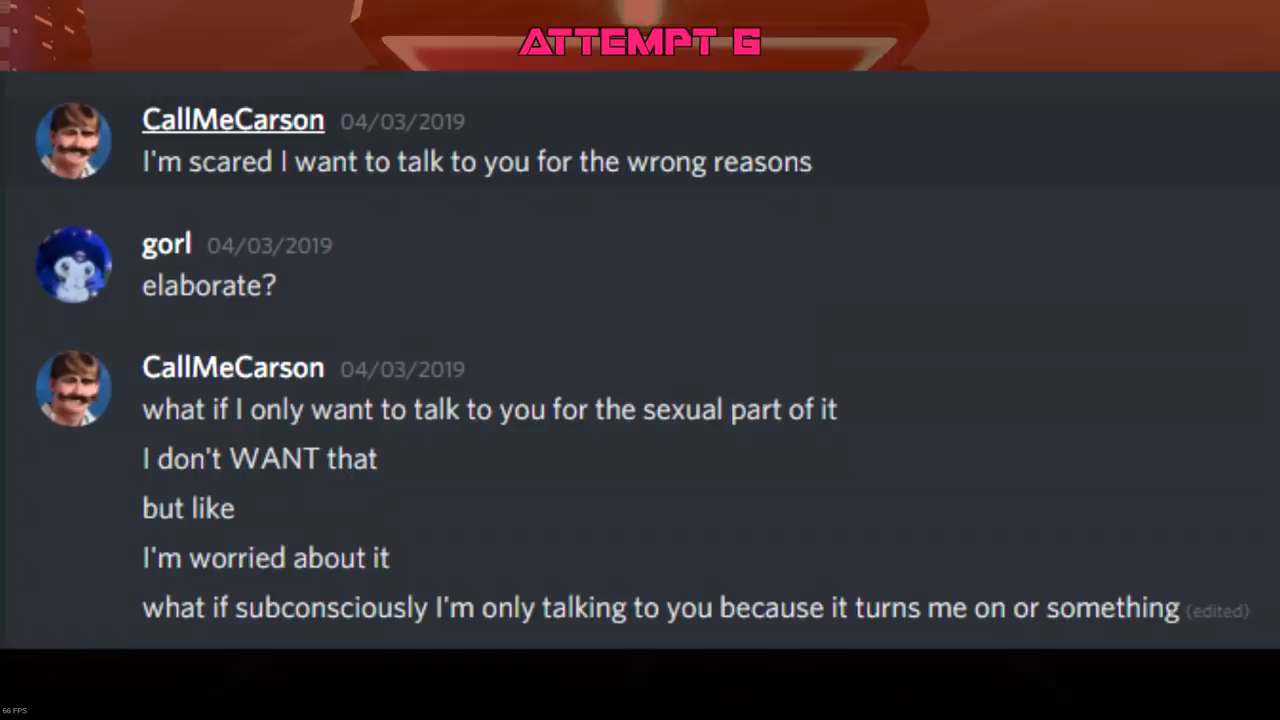 ATTEMPT 6
CallMeCarson 04/03/2019
I'm scared I want to talk to you for the wrong reasons
gorl 04/03/2019
elaborate?
CallMeCarson 04/03/2019
what if I only want to talk to you for the sexual part of it
I don't WANT that
but like
I'm worried about it
what if subconsciously I'm only talking to you because it turns me on or something (edited)
66 FPS